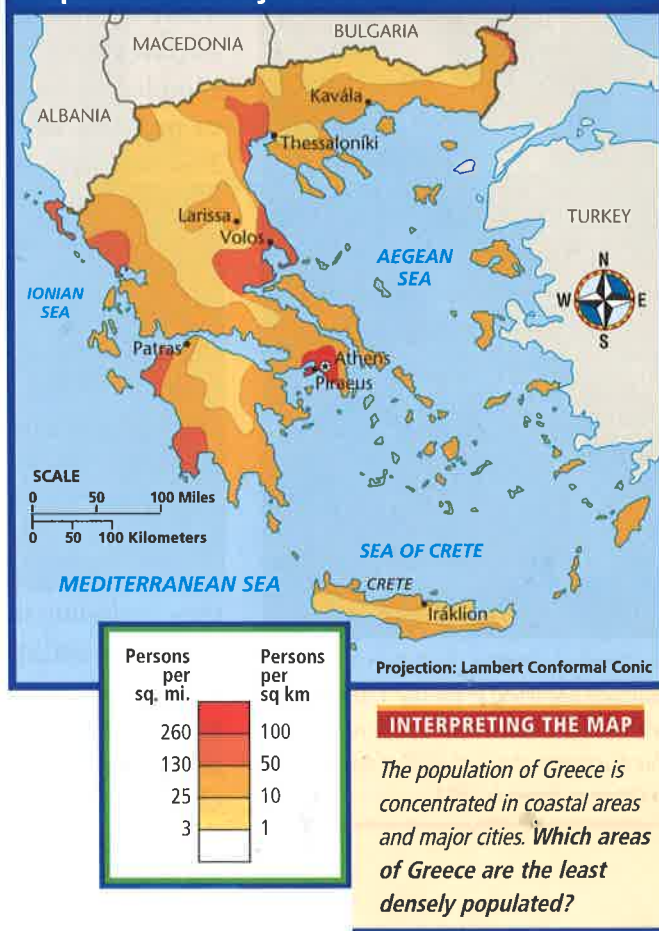 MACEDONIA
BULGARIA
ALBANIA
Kavála
Thessaloníki
TURKEY
Larissa
Volos
AEGEAN
SEA
N
W
E
S
IONIAN
SEA
Patras
Athens
Piraeus
SCALE
0 50 100 Miles
0 50 100 Kilometers
SEA OF CRETE
MEDITERRANEAN SEA
CRETE
Iráklion
Projection: Lambert Conformal Conic
Persons
per
sq. mi.
Persons
per
sq km
260 100
130 50
25 10
3 1
INTERPRETING THE MAP
The population of Greece is
concentrated in coastal areas
and major cities. Which areas
of Greece are the least
densely populated?